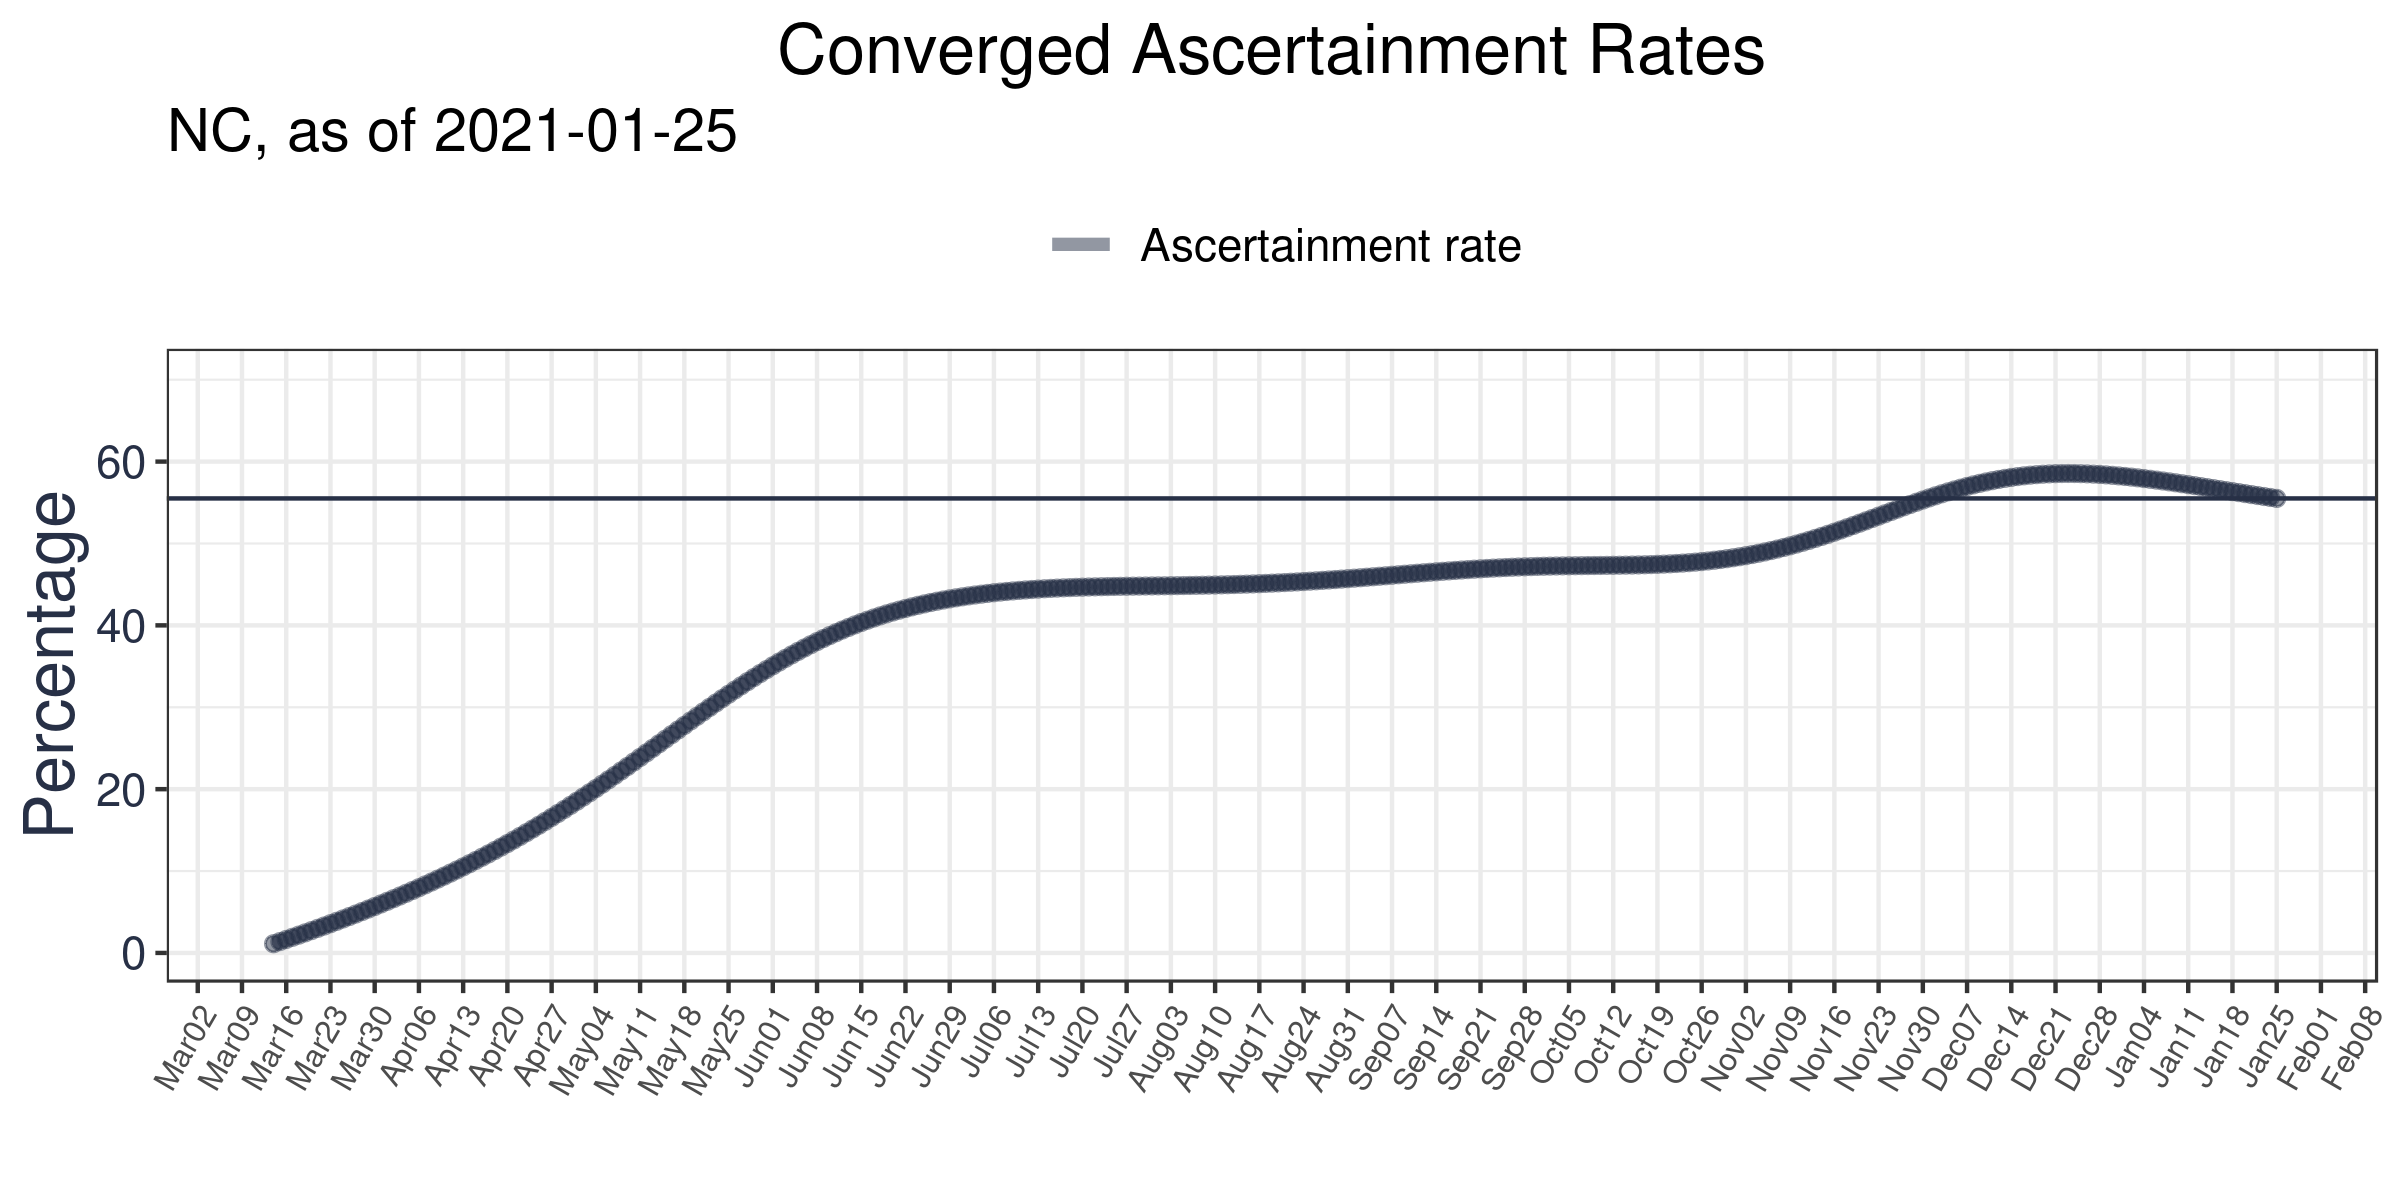 Converged Ascertainment Rates
NC, as of 2021-01-25
Ascertainment rate
Percentage
60
40
20
0
Mar02 Mar09 Mar16 Mar23 Mar30 Apr06 Apr13 Apr20 Apr27 May04 May11 May18 May25 Jun01 Jun08 Jun15 Jun22 Jun29 Jul06 Jul13 Jul20 Jul27 Aug03 Aug10 Aug17 Aug24 Aug31 Sep07 Sep14 Sep21 Sep28 Oct05 Oct12 Oct19 Oct26 Nov02 Nov09 Nov16 Nov23 Nov30 Dec07 Dec14 Dec21 Dec28 Jan04 Jan11 Jan18 Jan25 Feb01 Feb08